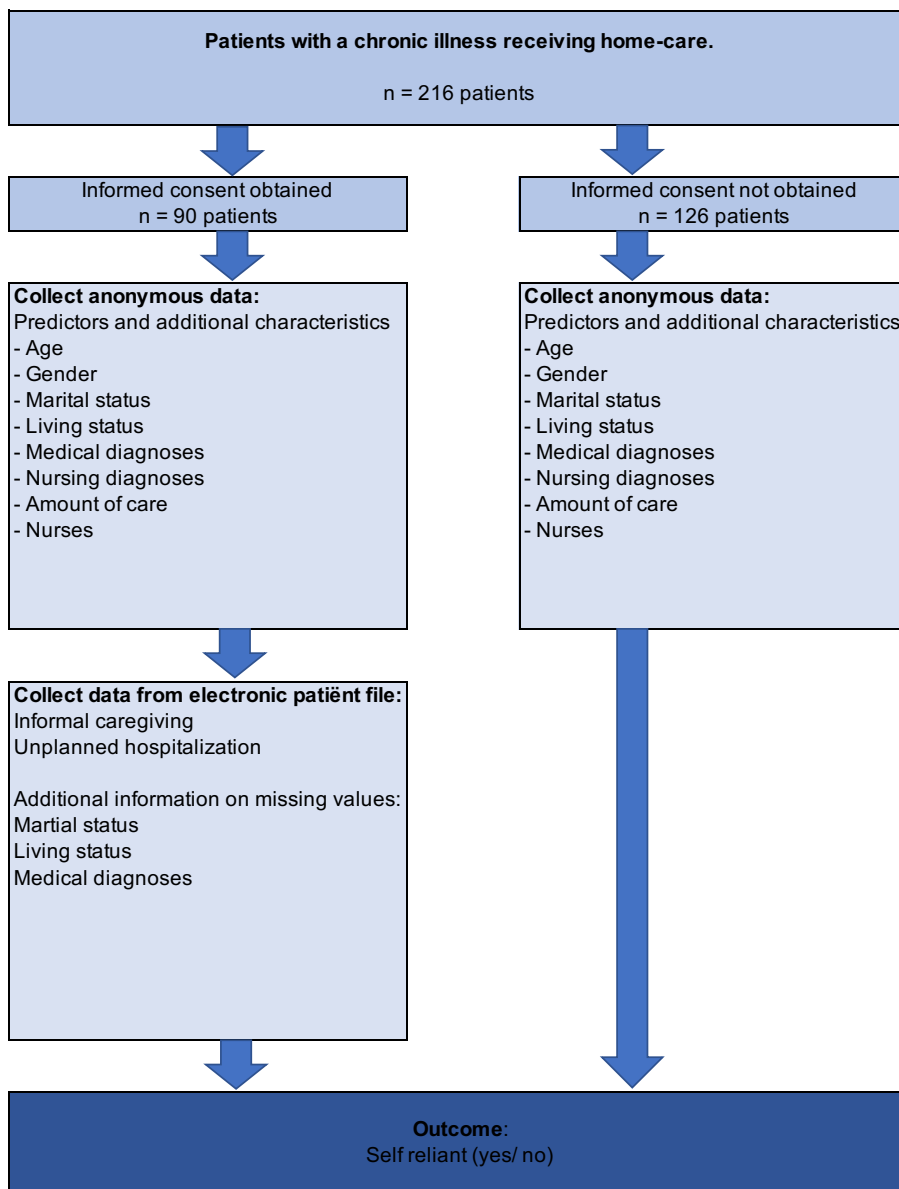 Patients with a chronic illness receiving home-care.
n = 216 patients
Informed consent obtained
n = 90 patients
Informed consent not obtained
n = 126 patients
Collect anonymous data:
Predictors and additional characteristics
- Age
- Gender
- Marital status
- Living status
- Medical diagnoses
- Nursing diagnoses
- Amount of care
- Nurses
Collect anonymous data:
Predictors and additional characteristics
- Age
- Gender
- Marital status
- Living status
- Medical diagnoses
- Nursing diagnoses
- Amount of care
- Nurses
Collect data from electronic patiënt file:
Informal caregiving
Unplanned hospitalization
Additional information on missing values:
Martial status
Living status
Medical diagnoses
Outcome:
Self reliant (yes/ no)